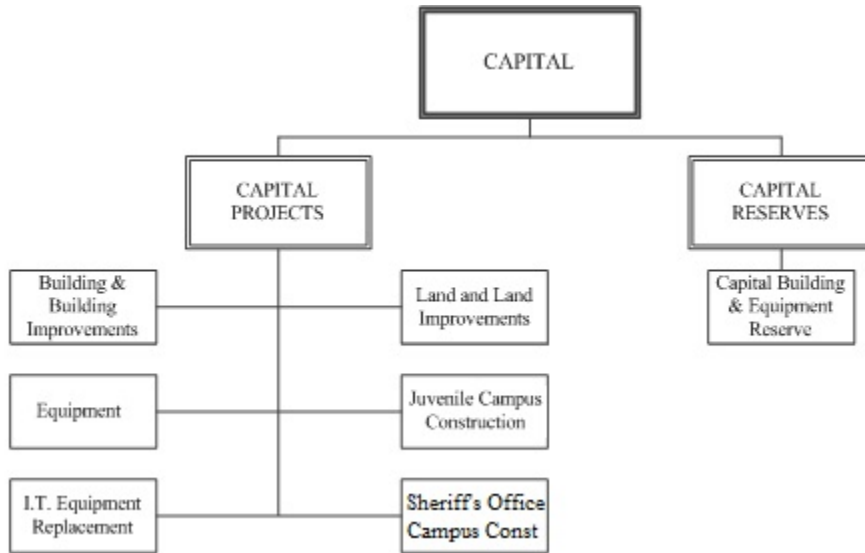 CAPITAL
CAPITAL
PROJECTS
CAPITAL
RESERVES
Building &
Building
Improvements
Land and Land
Improvements
Capital Building
& Equipment
Reserve
Equipment
Juvenile Campus
Construction
I.T. Equipment
Replacement
Sheriff's Office
Campus Const